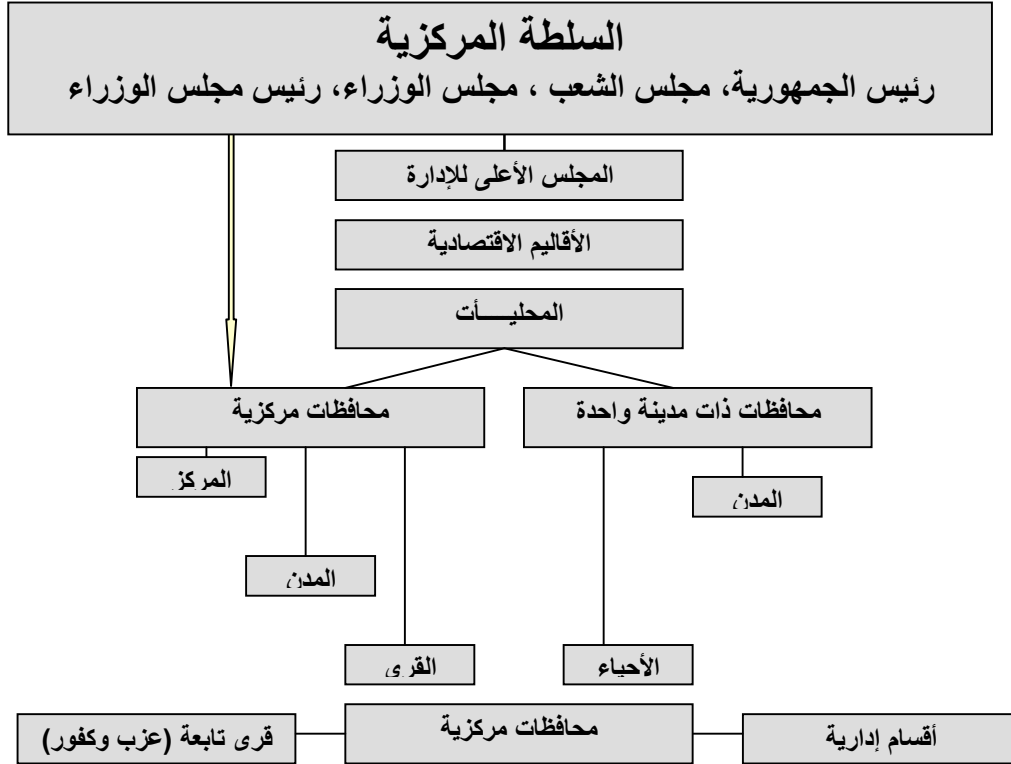 السلطة المركزية
رئيس الجمهورية، مجلس الشعب ، مجلس الوزراء، رئيس مجلس الوزراء
المجلس الأعلى للإدارة
الأقاليم الاقتصادية
المحليـــــأت
محافظات ذات مدينة واحدة
محافظات مركزية
المركز
المدن
المدن
الأحياء
القرى
أقسام إدارية
محافظات مركزية
قرى تابعة (عزب وكفور)